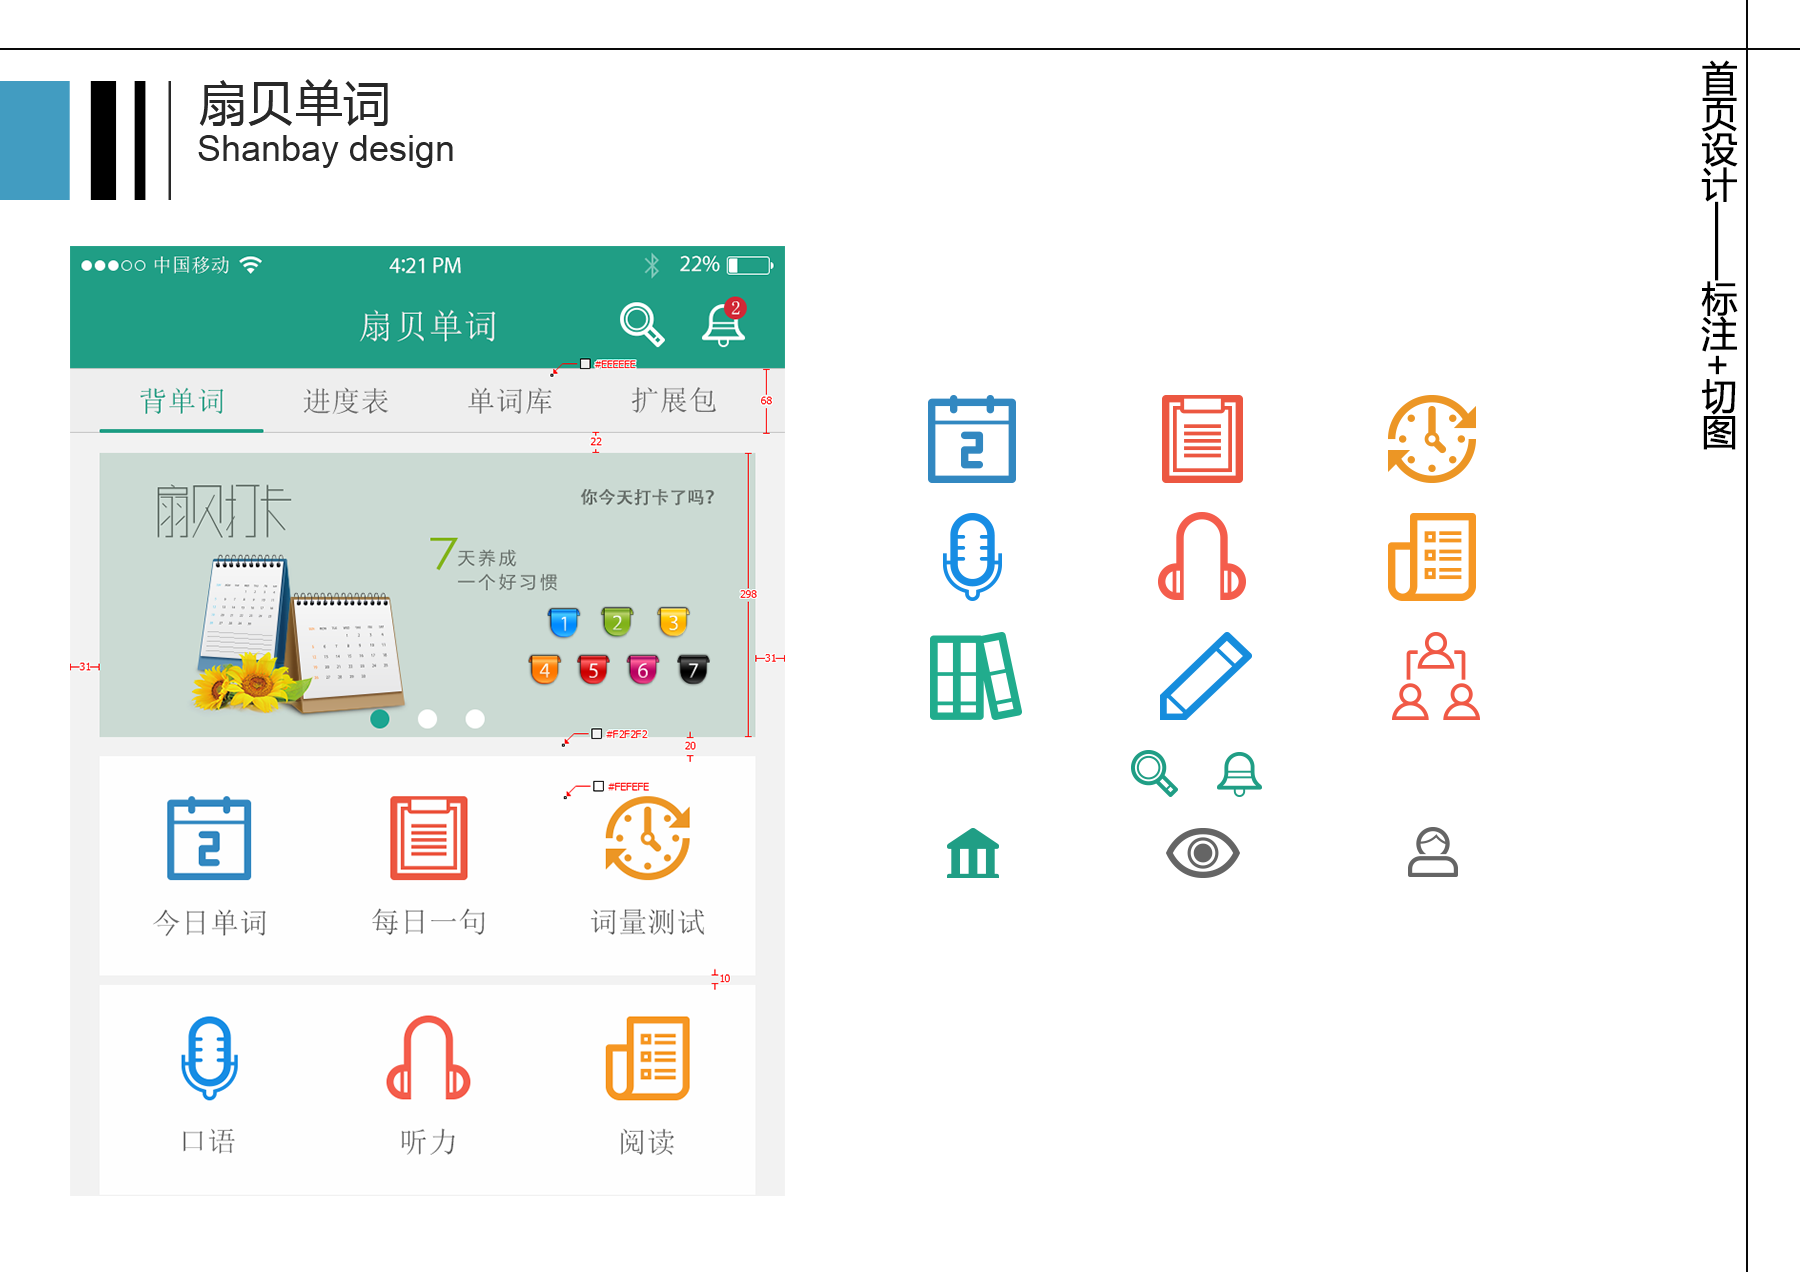 扇贝单词
Shanbay design
首页设计——标注+切图
中国移动
4:21 PM
22%
扇贝单词
2
#EEEEEE
背单词
进度表
单词库
扩展包
68
22
扇贝打卡
你今天打卡了吗?
7天养成
一个好习惯
298
1
2
3
4
5
6
7
31
31
#F2F2F2
20
#FEFEFE
2
今日单词
每日一句
词量测试
10
口语
听力
阅读
2